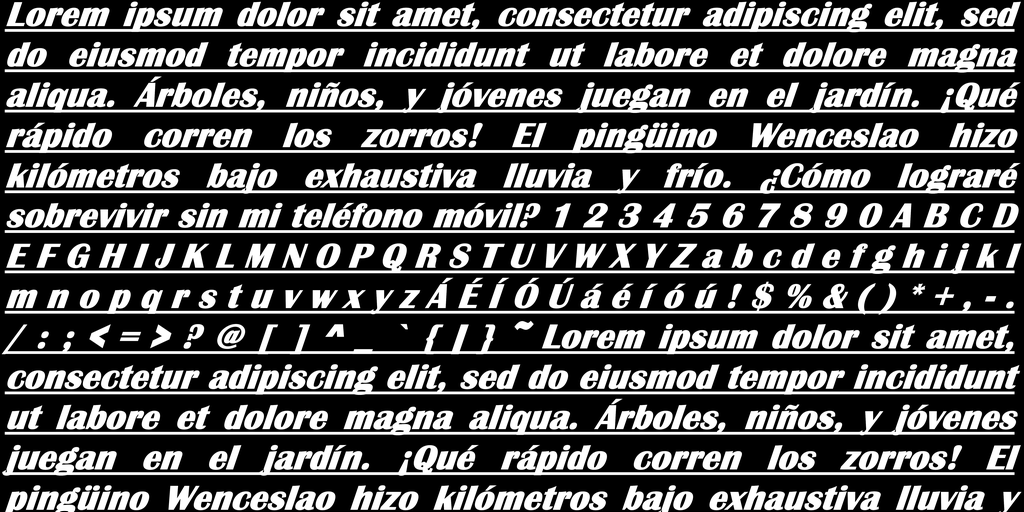 Lorem ipsum dolor sit amet, consectetur adipiscing elit, sed
do eiusmod tempor incididunt ut labore et dolore magna
aliqua. Árboles, niños, y jóvenes juegan en el jardín. ¡Qué
rápido corren los zorros! El pingüino Wenceslao hizo
kilómetros bajo exhaustiva lluvia y frío. ¿Cómo lograré
sobrevivir sin mi teléfono móvil? 1 2 3 4 5 6 7 8 9 0 A B C D
E F G H I J K L M N O P Q R S T U V W X Y Z a b c d e f g h i j k l
m n o p q r s t u v w x y z Á É Í Ó Ú á é í ó ú ! $ % & ( ) * + , - .
/ : ; < = > ? @ [ ] ^ _ ` { | } ~ Lorem ipsum dolor sit amet,
consectetur adipiscing elit, sed do eiusmod tempor incididunt
ut labore et dolore magna aliqua. Árboles, niños, y jóvenes
juegan en el jardín. ¡Qué rápido corren los zorros! El
pingüino Wenceslao hizo kilómetros bajo exhaustiva lluvia y